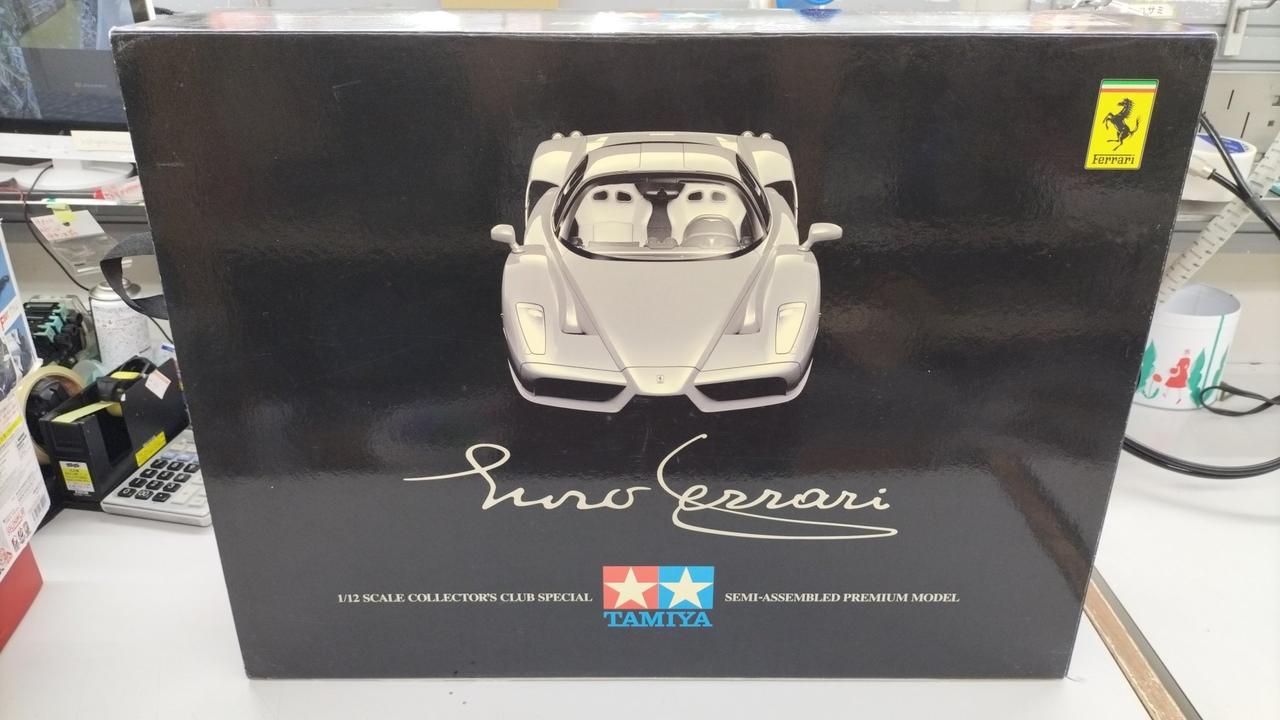 Ferrari
Enzo Ferrari
1/12 SCALE COLLECTOR'S CLUB SPECIAL
TAMIYA
SEMI-ASSEMBLED PREMIUM MODEL